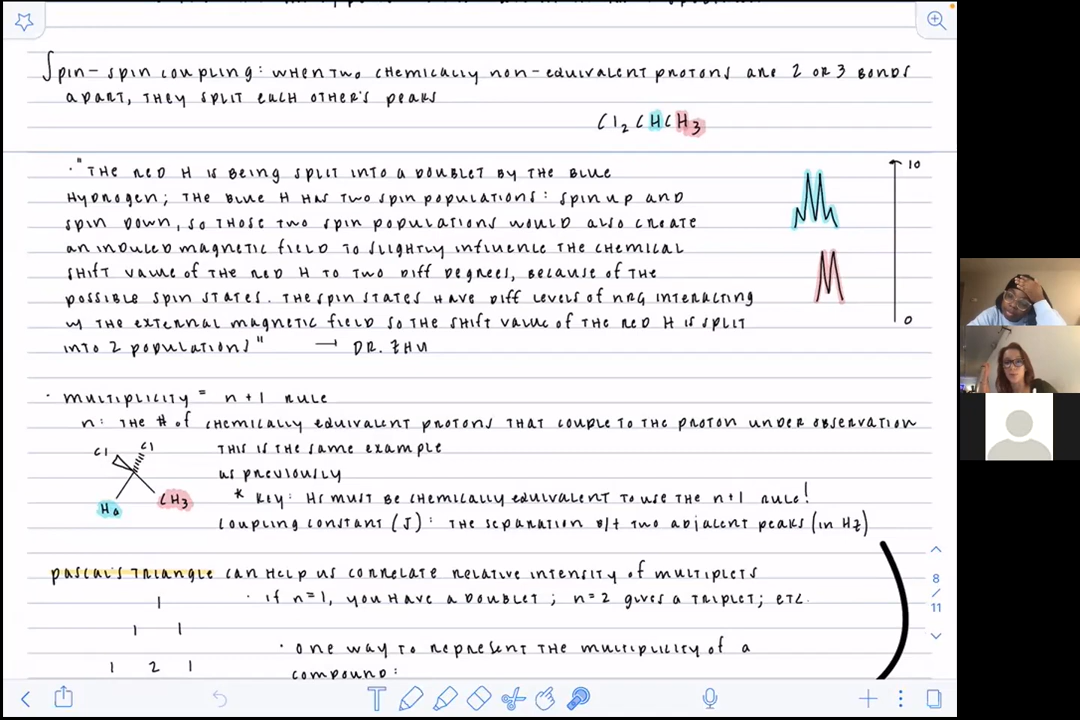 Spin-spin coupling: when two chemically non-equivalent protons are 2 or 3 bonds
apart, they split each other's peaks
Cl2CHCH3
"The red H is being split into a doublet by the blue
Hydrogen; the blue H has two spin populations: spin up and
spin down, so those two spin populations would also create
an induced magnetic field to slightly influence the chemical
shift value of the red H to two diff degrees, because of the
possible spin states. The spin states have diff levels of NRG interacting
w/ the external magnetic field so the shift value of the red H is split
into 2 populations" → Dr. Zhu
10
0
· multiplicity = n+1 rule
n: the # of chemically equivalent protons that couple to the proton under observation
Cl Cl
Ha CH3
This is the same example
as previously
* Key: Hs must be chemically equivalent to use the n+1 rule!
Coupling constant (J): the separation b/t two adjacent peaks (in Hz)
Pascal's triangle can help us correlate relative intensity of multiplets
· if n=1, you have a doublet; n=2 gives a triplet; etc.
1
1 1
1 2 1
· One way to represent the multiplicity of a
compound:
8
/
11